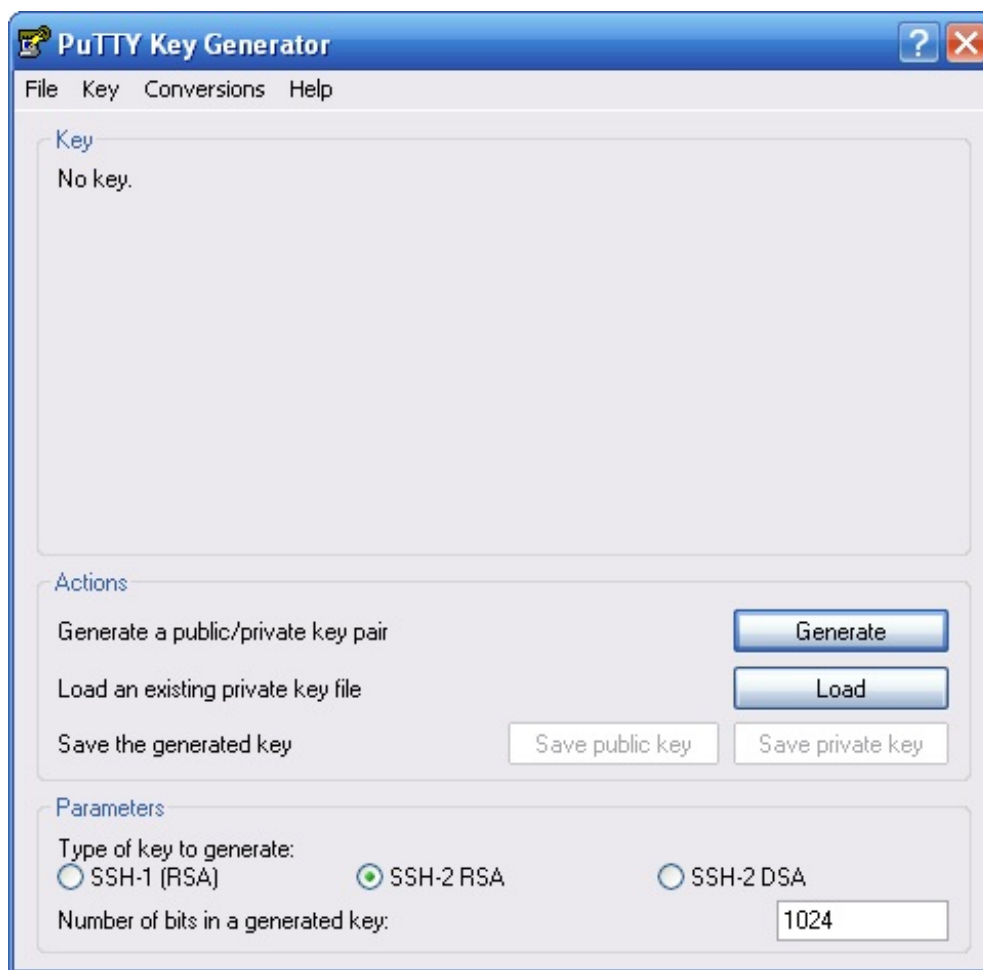 PuTTY Key Generator
File Key Conversions Help
Key
No key.
Actions
Generate a public/private key pair Generate
Load an existing private key file Load
Save the generated key Save public key Save private key
Parameters
Type of key to generate:
SSH-1 (RSA) SSH-2 RSA SSH-2 DSA
Number of bits in a generated key: 1024